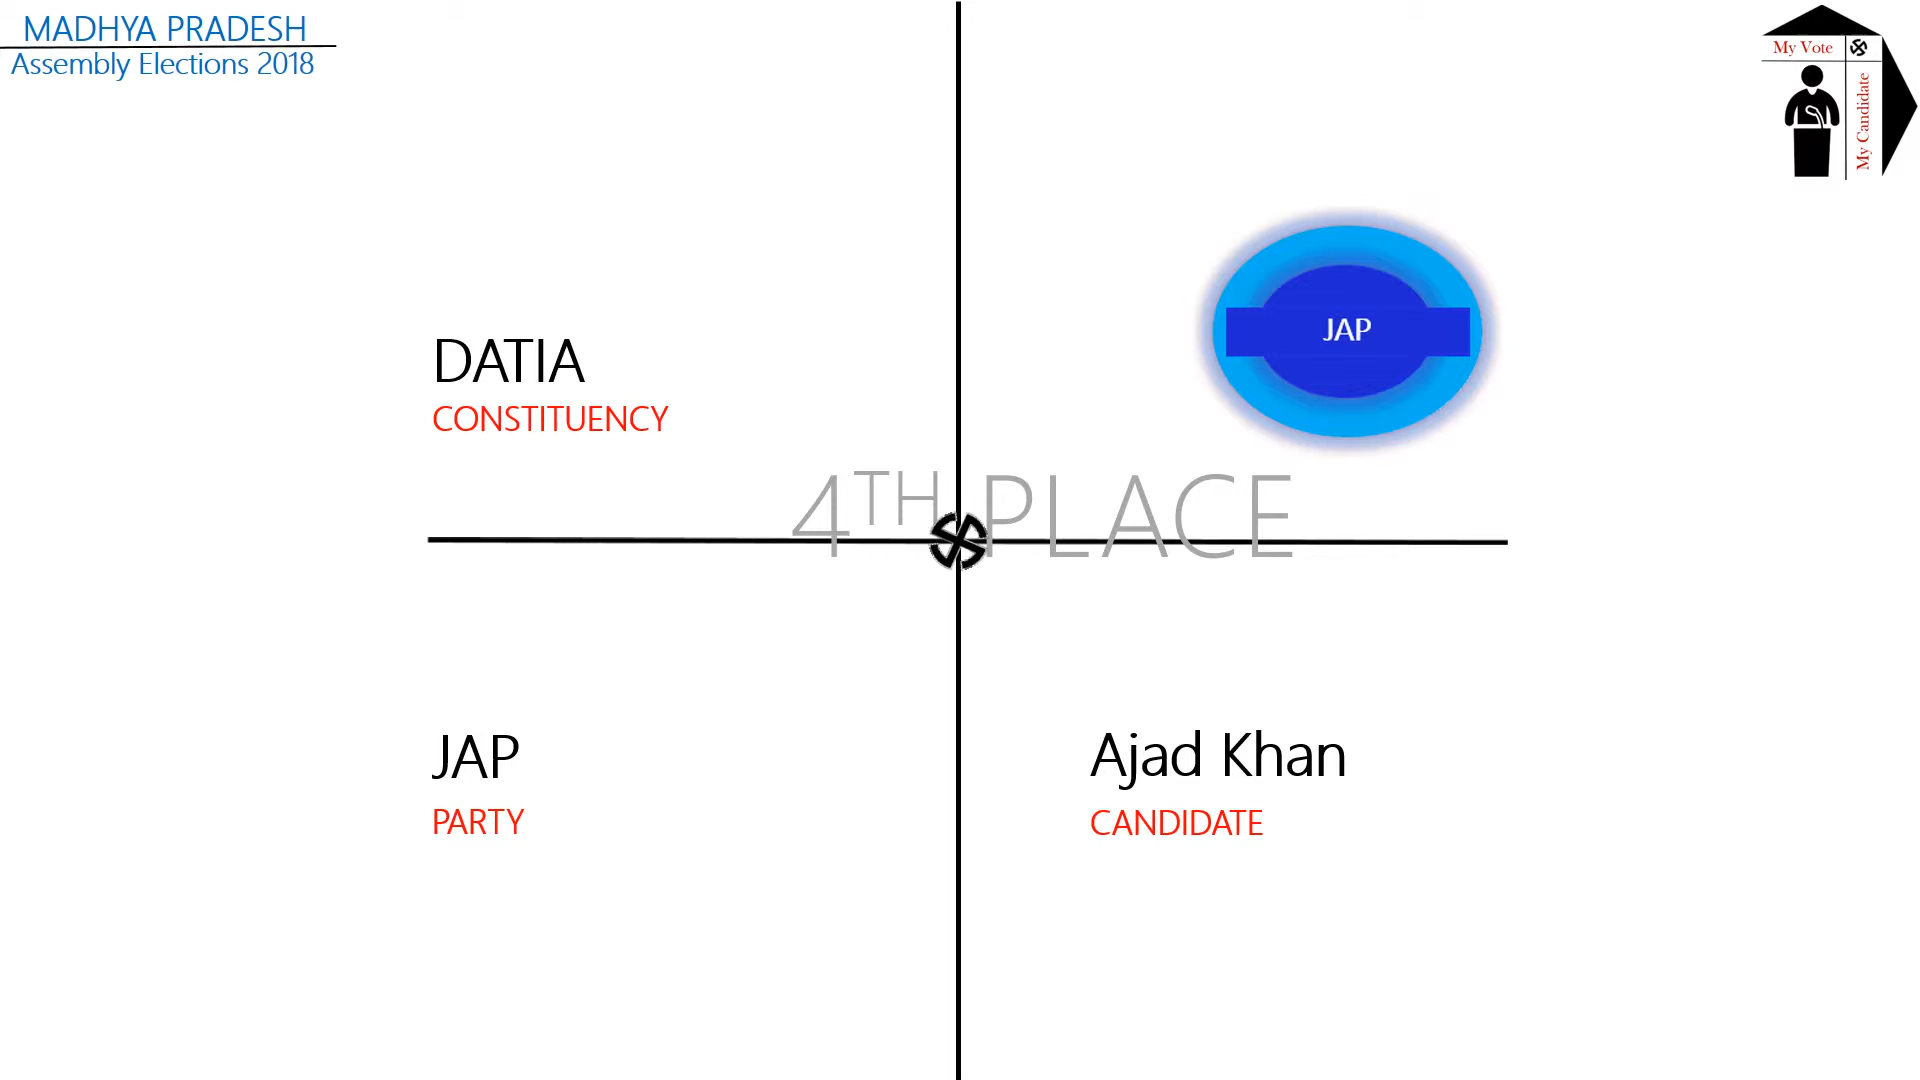 MADHYA PRADESH
Assembly Elections 2018
My Vote
My Candidate
JAP
DATIA
CONSTITUENCY
4TH PLACE
JAP
PARTY
Ajad Khan
CANDIDATE